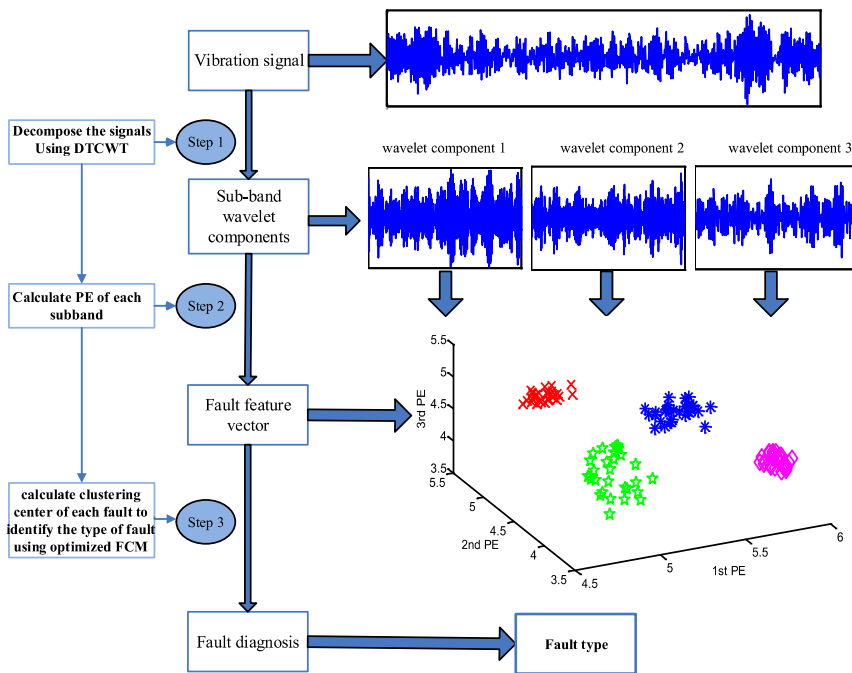 Vibration signal
Decompose the signals
Using DTCWT
Step 1
wavelet component 1
wavelet component 2
wavelet component 3
Sub-band
wavelet
components
Calculate PE of each
subband
Step 2
Fault feature
vector
5.5
5
4.5
4
3.5
3rd PE
5.5
5
4.5
4
3.5
2nd PE
4.5
5
5.5
6
1st PE
calculate clustering
center of each fault to
identify the type of fault
using optimized FCM
Step 3
Fault diagnosis
Fault type